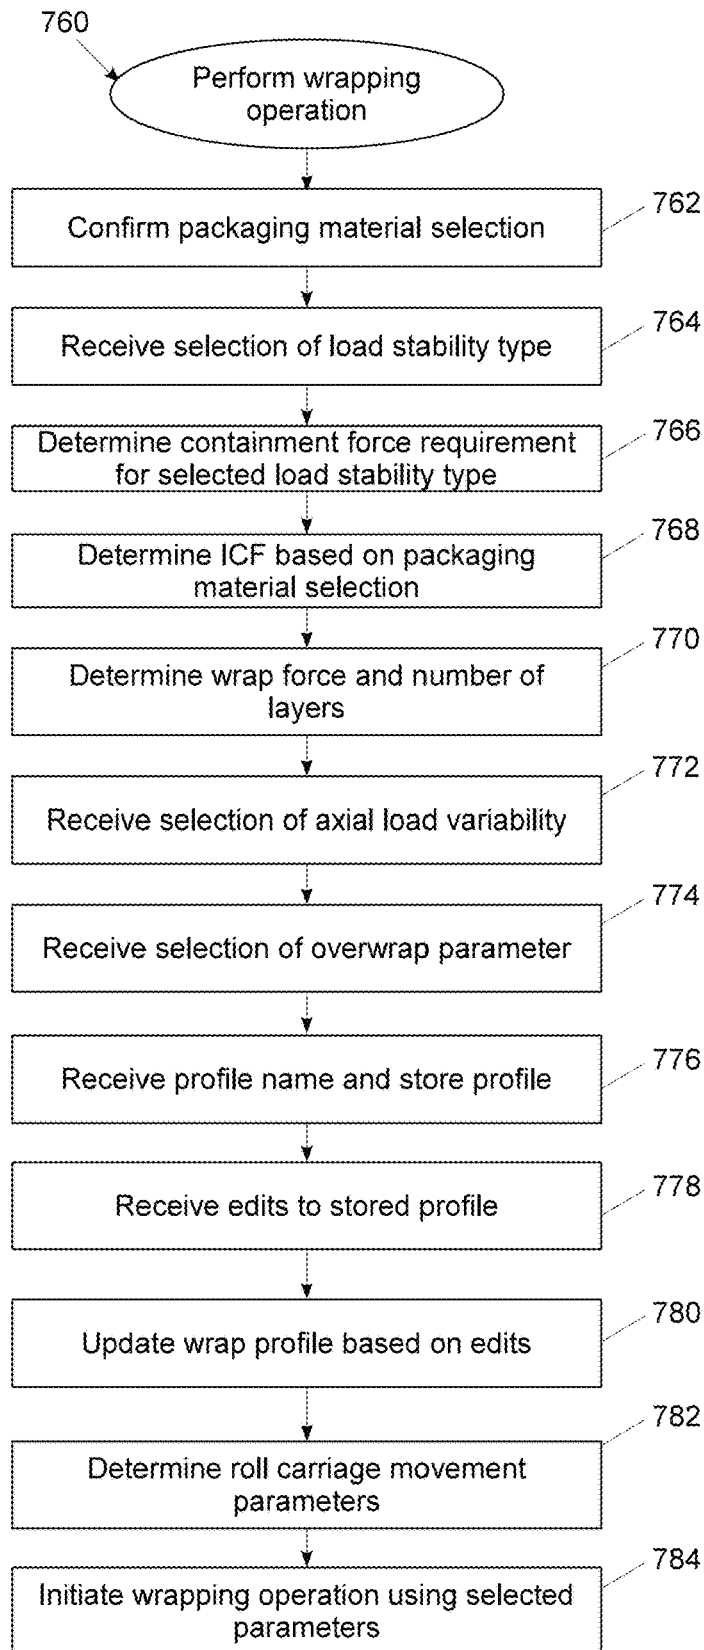 760
Perform wrapping
operation
762
Confirm packaging material selection
764
Receive selection of load stability type
766
Determine containment force requirement
for selected load stability type
768
Determine ICF based on packaging
material selection
770
Determine wrap force and number of
layers
772
Receive selection of axial load variability
774
Receive selection of overwrap parameter
776
Receive profile name and store profile
778
Receive edits to stored profile
780
Update wrap profile based on edits
782
Determine roll carriage movement
parameters
784
Initiate wrapping operation using selected
parameters